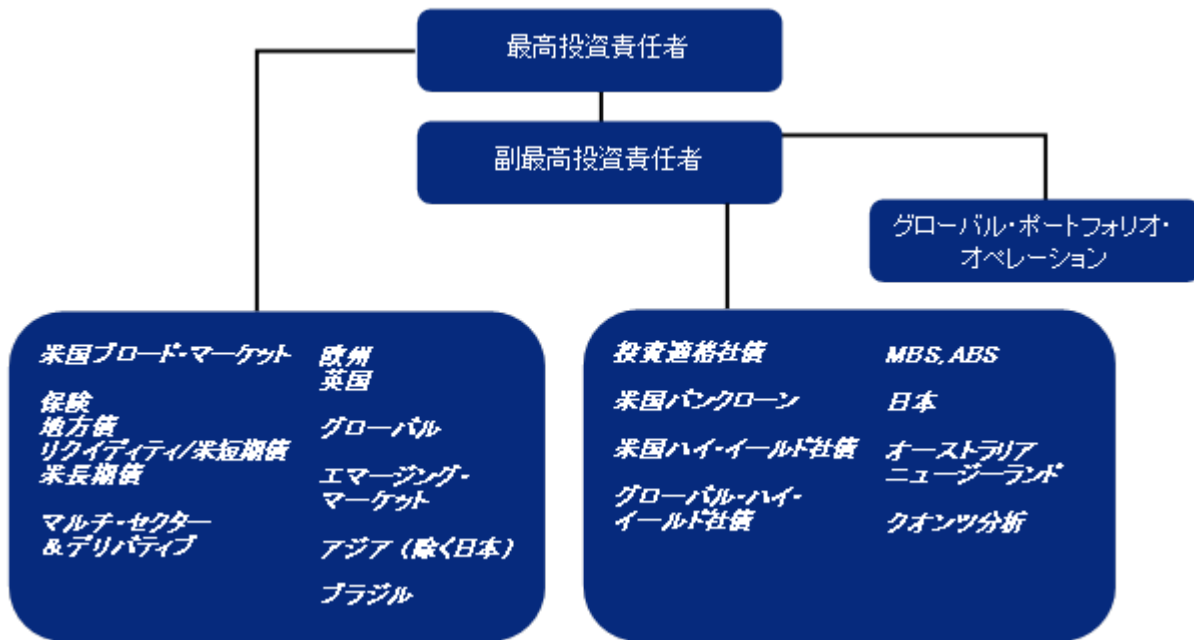 最高投資責任者
副最高投資責任者
グローバル・ポートフォリオ・
オペレーション
米国ブロード・マーケット
保険
地方債
リクイディティ/米短期債
米長期債
マルチ・セクター
&デリバティブ
欧州
英国
グローバル
エマージング・
マーケット
アジア（除く日本）
ブラジル
投資適格社債
米国バンクローン
米国ハイ・イールド社債
グローバル・ハイ・
イールド社債
MBS, ABS
日本
オーストラリア
ニュージーランド
クオンツ分析